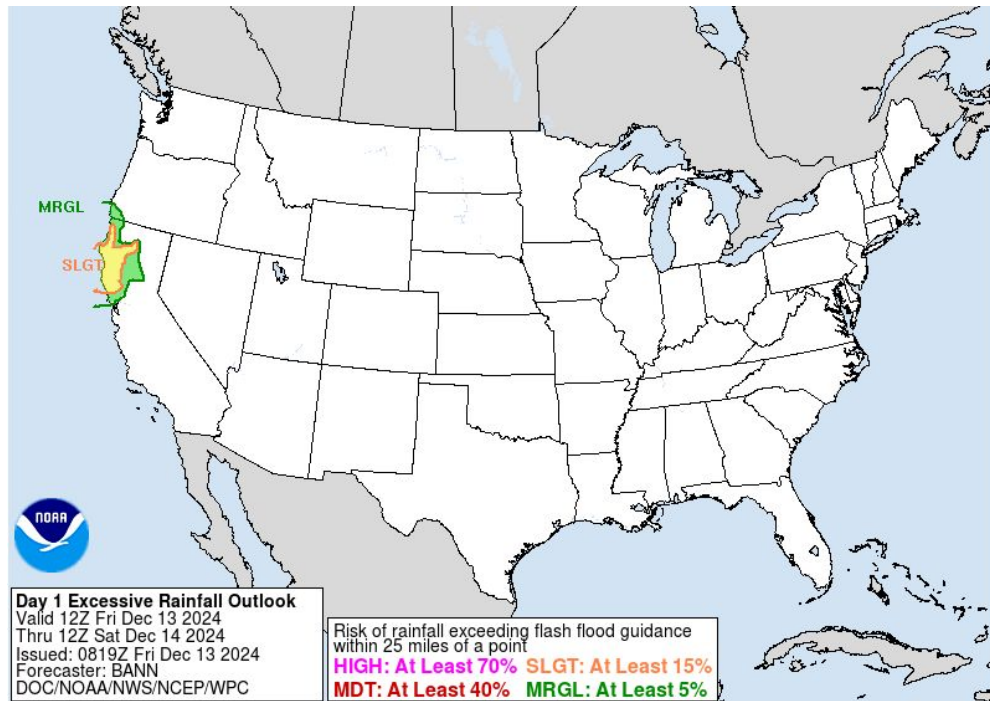 MRGL
SLGT
NOAA
Day 1 Excessive Rainfall Outlook
Valid 12Z Fri Dec 13 2024
Thru 12Z Sat Dec 14 2024
Issued: 0819Z Fri Dec 13 2024
Forecaster: BANN
DOC/NOAA/NWS/NCEP/WPC
Risk of rainfall exceeding flash flood guidance
within 25 miles of a point
HIGH: At Least 70% SLGT: At Least 15%
MDT: At Least 40% MRGL: At Least 5%